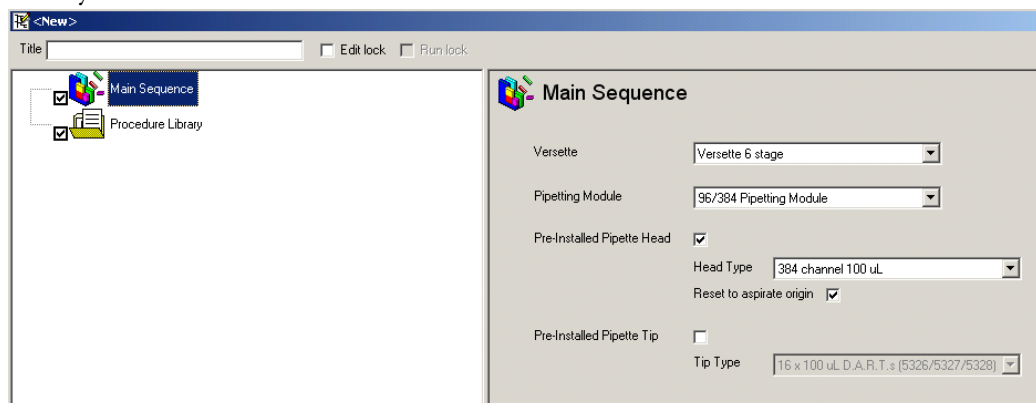 <New>
Title Edit lock Run lock
Main Sequence
Procedure Library
Main Sequence
Versette Versette 6 stage
Pipetting Module 96/384 Pipetting Module
Pre-Installed Pipette Head
Head Type 384 channel 100 uL
Reset to aspirate origin
Pre-Installed Pipette Tip
Tip Type 16 x 100 uL D.A.R.T.s (5326/5327/5328)